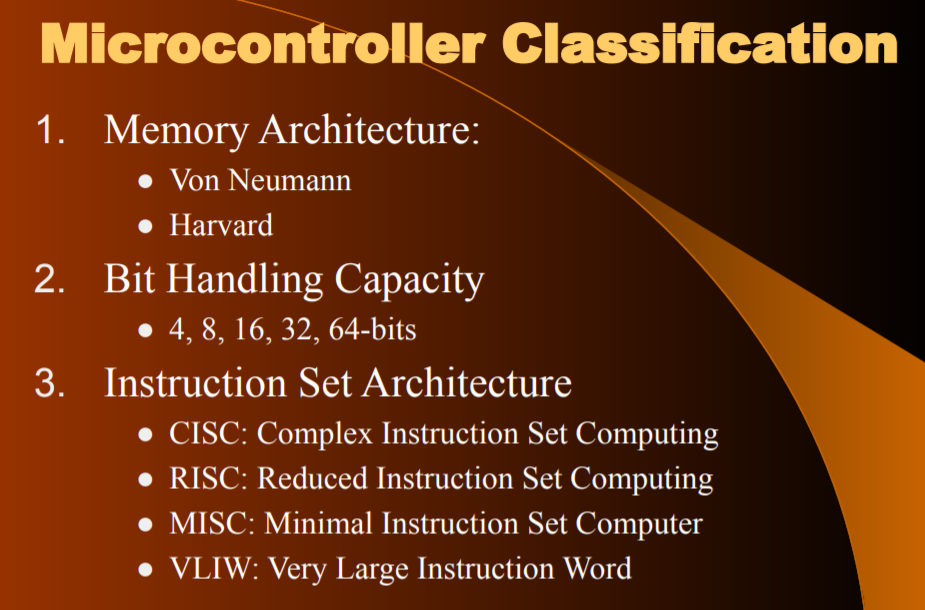 Microcontroller Classification
1. Memory Architecture:
● Von Neumann
● Harvard
2. Bit Handling Capacity
● 4, 8, 16, 32, 64-bits
3. Instruction Set Architecture
● CISC: Complex Instruction Set Computing
● RISC: Reduced Instruction Set Computing
● MISC: Minimal Instruction Set Computer
● VLIW: Very Large Instruction Word